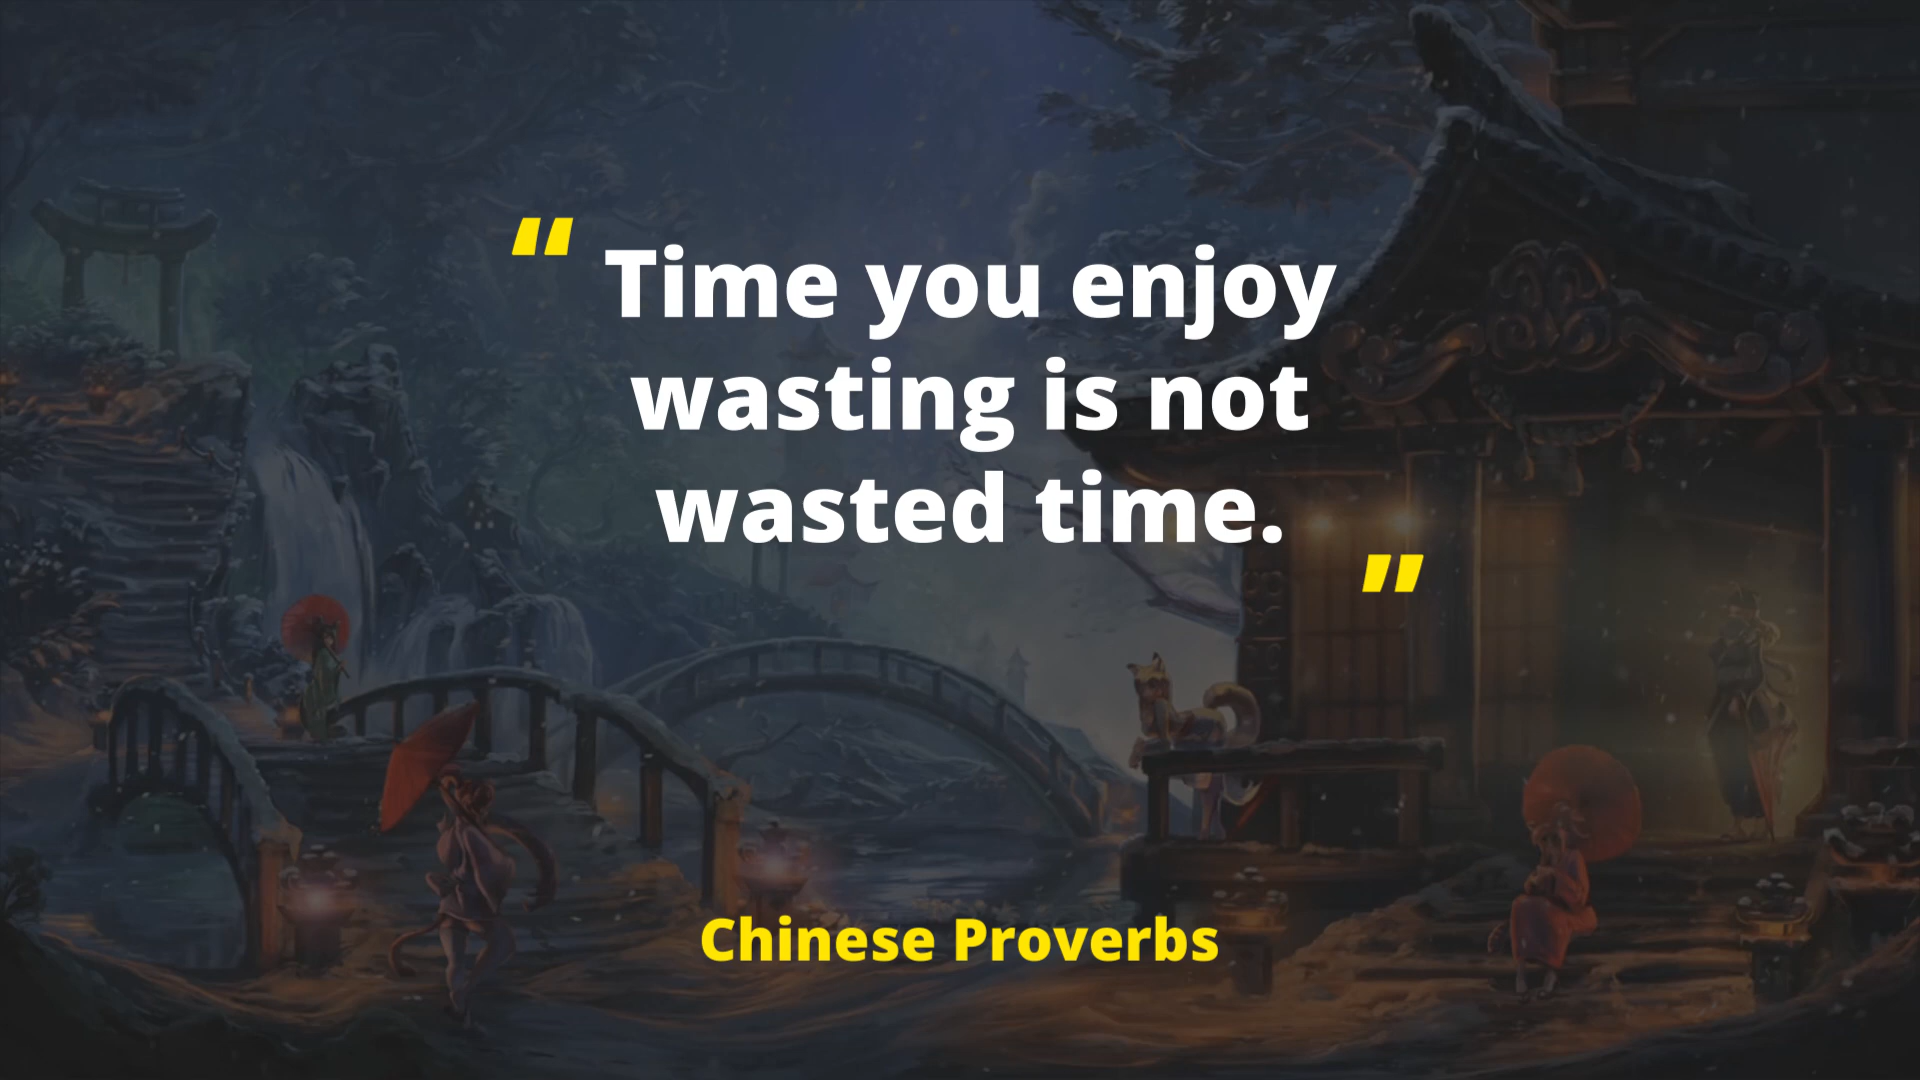 “ Time you enjoy
wasting is not
wasted time. ”
Chinese Proverbs